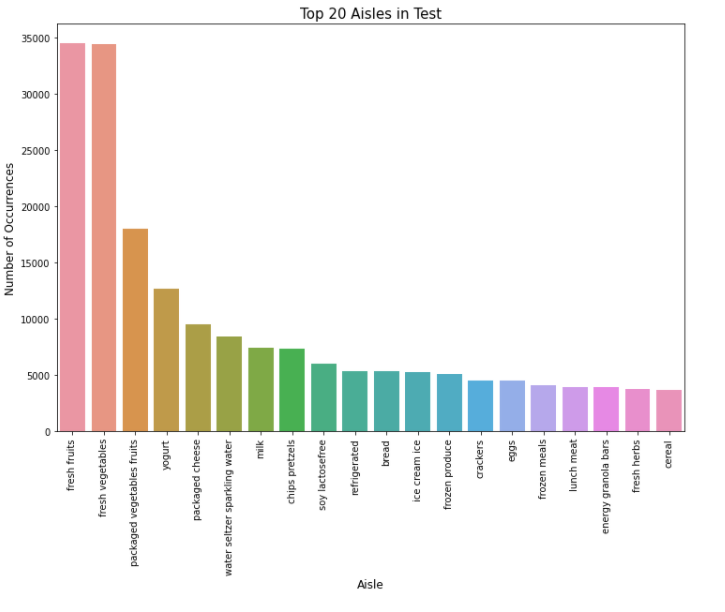 Top 20 Aisles in Test
Number of Occurrences
35000
30000
25000
20000
15000
10000
5000
0
fresh fruits
fresh vegetables
packaged vegetables fruits
yogurt
packaged cheese
water seltzer sparkling water
milk
chips pretzels
soy lactosefree
refrigerated
bread
ice cream ice
frozen produce
crackers
eggs
frozen meals
lunch meat
energy granola bars
fresh herbs
cereal
Aisle